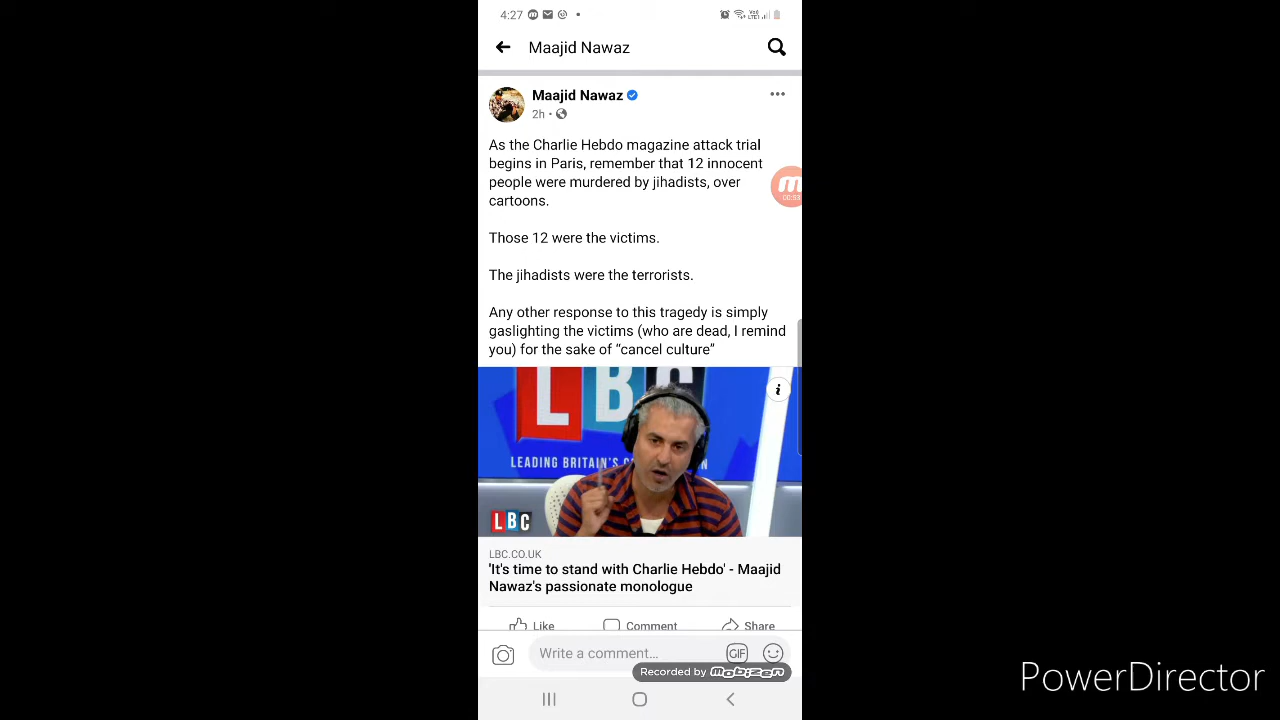 4:27
Maajid Nawaz
Maajid Nawaz
2h •
As the Charlie Hebdo magazine attack trial
begins in Paris, remember that 12 innocent
people were murdered by jihadists, over
cartoons.
Those 12 were the victims.
The jihadists were the terrorists.
Any other response to this tragedy is simply
gaslighting the victims (who are dead, I remind
you) for the sake of “cancel culture”
LBC
LEADING BRITAIN'S
LBC
LBC.CO.UK
'It's time to stand with Charlie Hebdo' - Maajid
Nawaz's passionate monologue
Like Comment Share
Write a comment... GIF
Recorded by mobizen
PowerDirector